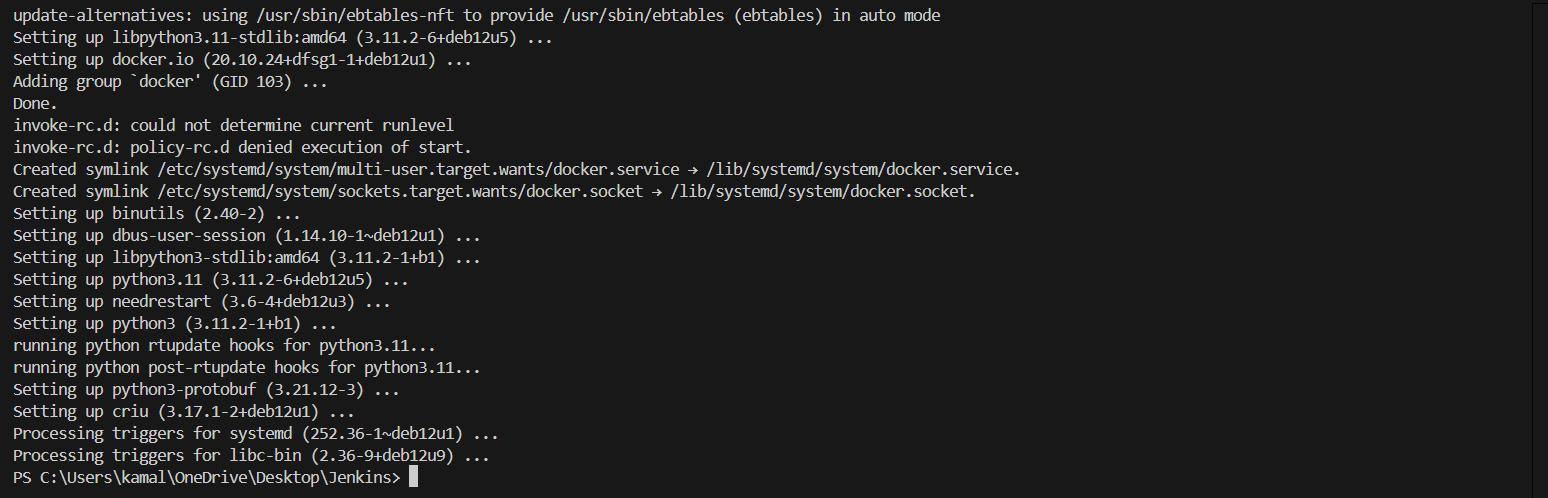 update-alternatives: using /usr/sbin/ebtables-nft to provide /usr/sbin/ebtables (ebtables) in auto mode
Setting up libpython3.11-stdlib:amd64 (3.11.2-6+deb12u5) ...
Setting up docker.io (20.10.24+dfsg1-1+deb12u1) ...
Adding group `docker' (GID 103) ...
Done.
invoke-rc.d: could not determine current runlevel
invoke-rc.d: policy-rc.d denied execution of start.
Created symlink /etc/systemd/system/multi-user.target.wants/docker.service → /lib/systemd/system/docker.service.
Created symlink /etc/systemd/system/sockets.target.wants/docker.socket → /lib/systemd/system/docker.socket.
Setting up binutils (2.40-2) ...
Setting up dbus-user-session (1.14.10-1~deb12u1) ...
Setting up libpython3-stdlib:amd64 (3.11.2-1+b1) ...
Setting up python3.11 (3.11.2-6+deb12u5) ...
Setting up needrestart (3.6-4+deb12u3) ...
Setting up python3 (3.11.2-1+b1) ...
running python rtupdate hooks for python3.11...
running python post-rtupdate hooks for python3.11...
Setting up python3-protobuf (3.21.12-3) ...
Setting up criu (3.17.1-2+deb12u1) ...
Processing triggers for systemd (252.36-1~deb12u1) ...
Processing triggers for libc-bin (2.36-9+deb12u9) ...
PS C:\Users\kamal\OneDrive\Desktop\Jenkins>